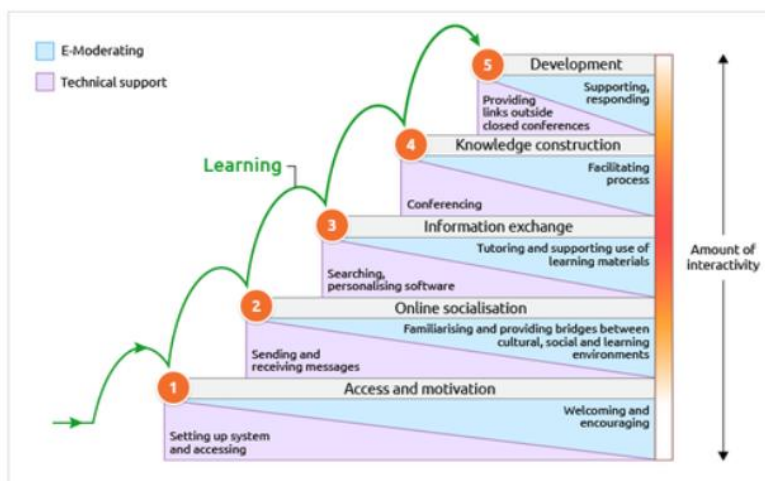 E-Moderating
Technical support
Learning
5
Development
Supporting,
responding
Providing
links outside
closed conferences
4
Knowledge construction
Facilitating
process
Conferencing
3
Information exchange
Tutoring and supporting use of
learning materials
Searching,
personalising software
2
Online socialisation
Familiarising and providing bridges between
cultural, social and learning
environments
Sending and
receiving messages
1
Access and motivation
Welcoming and
encouraging
Setting up system
and accessing
Amount of
interactivity